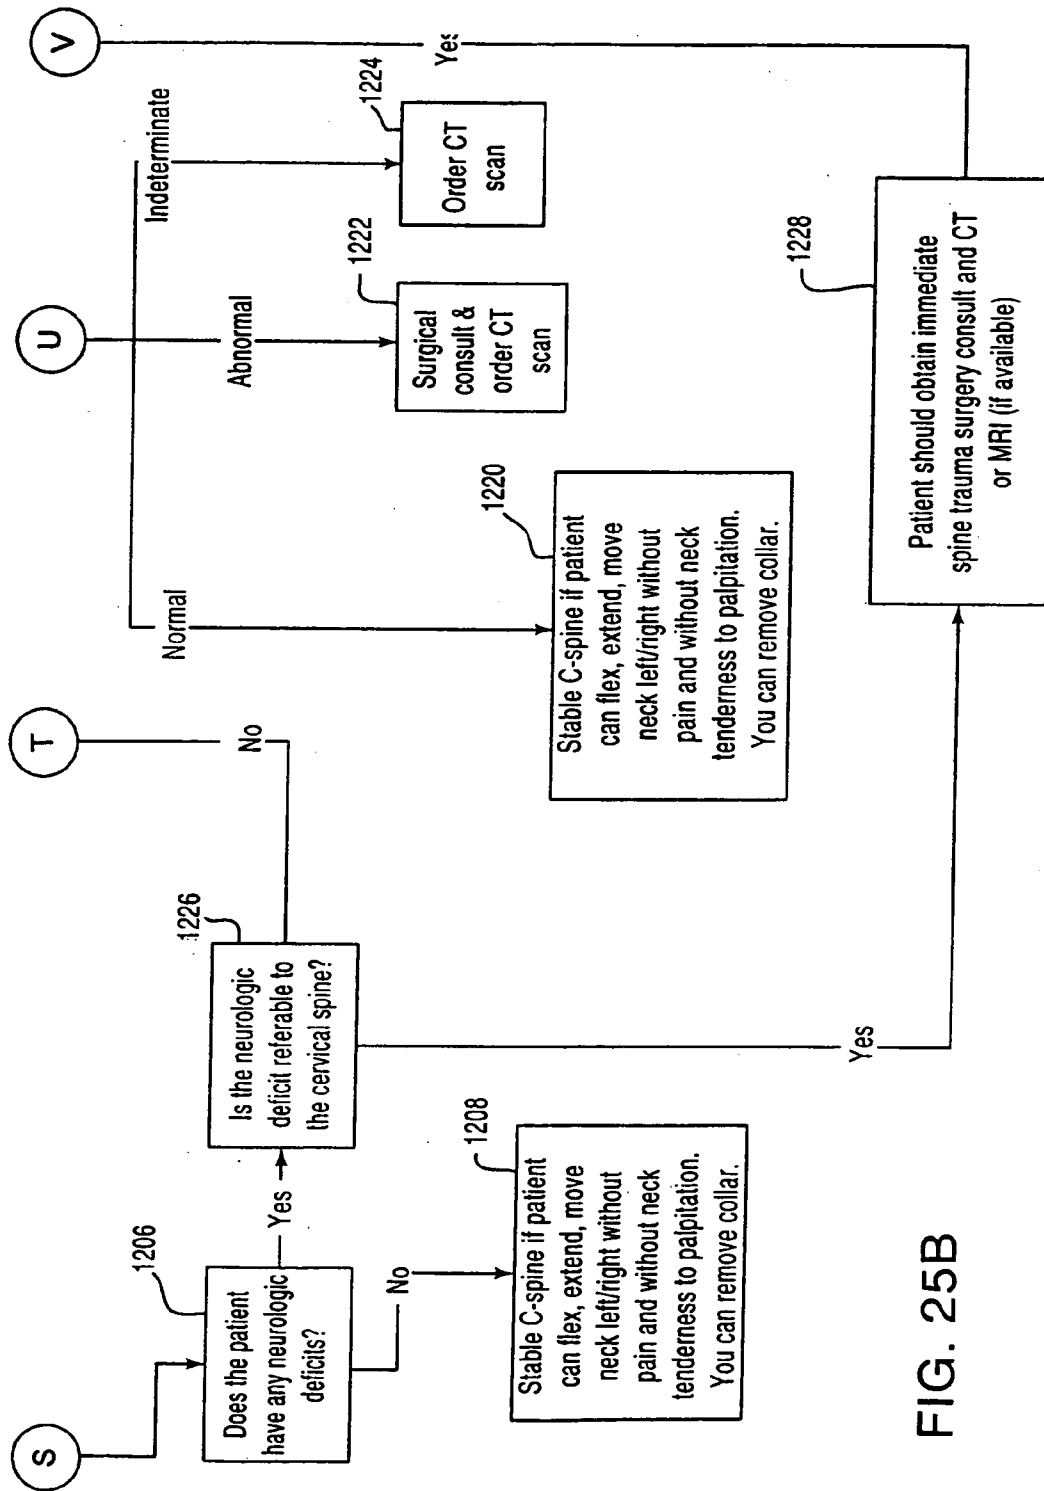 S
T
U
V
1206
Does the patient
have any neurologic
deficits?
Yes
No
1208
Stable C-spine if patient
can flex, extend, move
neck left/right without
pain and without neck
tenderness to palpitation.
You can remove collar.
1226
Is the neurologic
deficit referable to
the cervical spine?
No
Yes
Normal
Abnormal
Indeterminate
1220
Stable C-spine if patient
can flex, extend, move
neck left/right without
pain and without neck
tenderness to palpitation.
You can remove collar.
1222
Surgical
consult &
order CT
scan
1224
Order CT
scan
Yes
1228
Patient should obtain immediate
spine trauma surgery consult and CT
or MRI (if available)
FIG. 25B